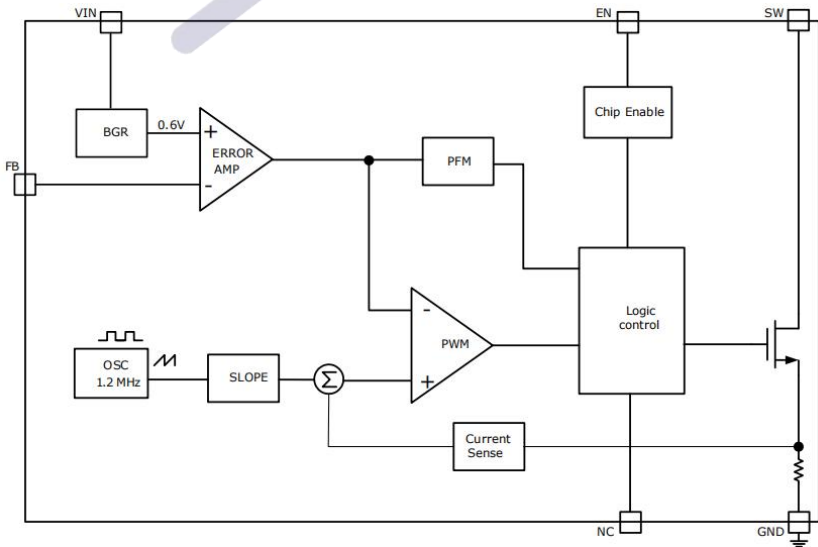 VIN
EN
SW
Chip Enable
BGR
0.6V
+
ERROR
AMP
-
FB
PFM
Logic
control
-
PWM
+
OSC
1.2 MHz
SLOPE
Σ
Current
Sense
NC
GND